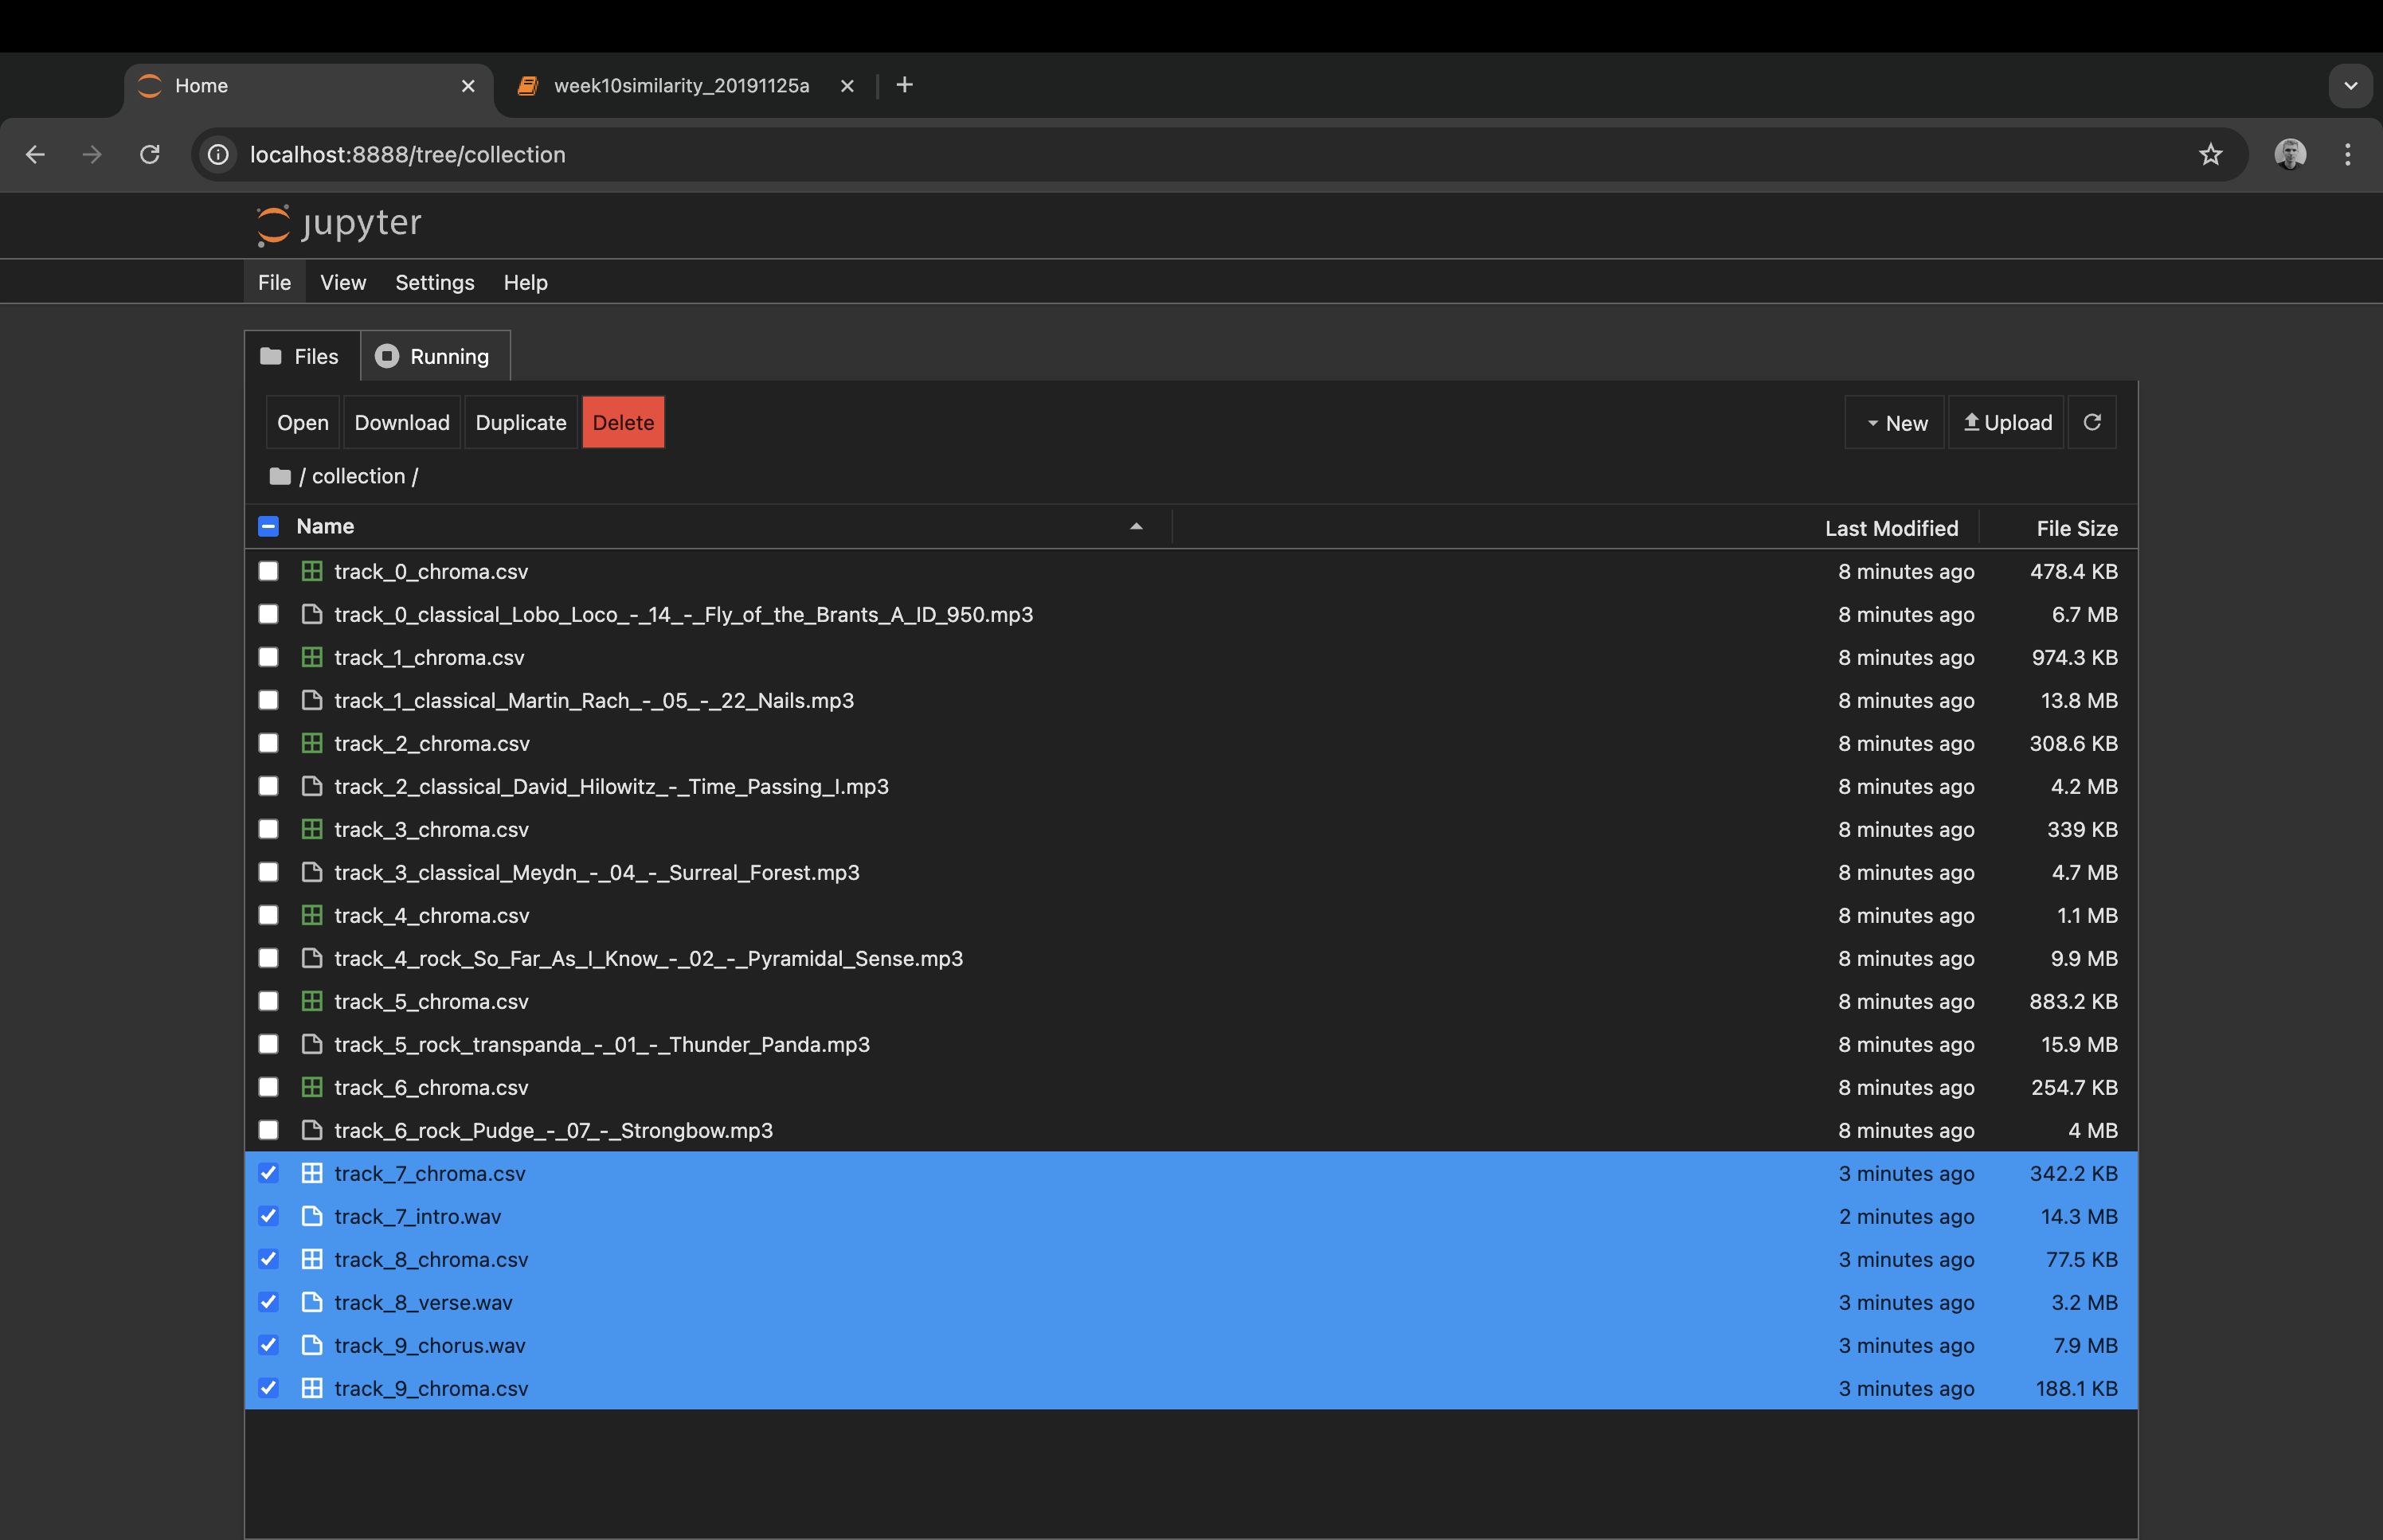 Home
week10similarity_20191125a
localhost:8888/tree/collection
jupyter
File View Settings Help
Files Running
Open Download Duplicate Delete New Upload
/ collection /
Name Last Modified File Size
track_0_chroma.csv 8 minutes ago 478.4 KB
track_0_classical_Lobo_Loco_-_14_-_Fly_of_the_Brants_A_ID_950.mp3 8 minutes ago 6.7 MB
track_1_chroma.csv 8 minutes ago 974.3 KB
track_1_classical_Martin_Rach_-_05_-_22_Nails.mp3 8 minutes ago 13.8 MB
track_2_chroma.csv 8 minutes ago 308.6 KB
track_2_classical_David_Hilowitz_-_Time_Passing_I.mp3 8 minutes ago 4.2 MB
track_3_chroma.csv 8 minutes ago 339 KB
track_3_classical_Meydn_-_04_-_Surreal_Forest.mp3 8 minutes ago 4.7 MB
track_4_chroma.csv 8 minutes ago 1.1 MB
track_4_rock_So_Far_As_I_Know_-_02_-_Pyramidal_Sense.mp3 8 minutes ago 9.9 MB
track_5_chroma.csv 8 minutes ago 883.2 KB
track_5_rock_transpanda_-_01_-_Thunder_Panda.mp3 8 minutes ago 15.9 MB
track_6_chroma.csv 8 minutes ago 254.7 KB
track_6_rock_Pudge_-_07_-_Strongbow.mp3 8 minutes ago 4 MB
track_7_chroma.csv 3 minutes ago 342.2 KB
track_7_intro.wav 2 minutes ago 14.3 MB
track_8_chroma.csv 3 minutes ago 77.5 KB
track_8_verse.wav 3 minutes ago 3.2 MB
track_9_chorus.wav 3 minutes ago 7.9 MB
track_9_chroma.csv 3 minutes ago 188.1 KB